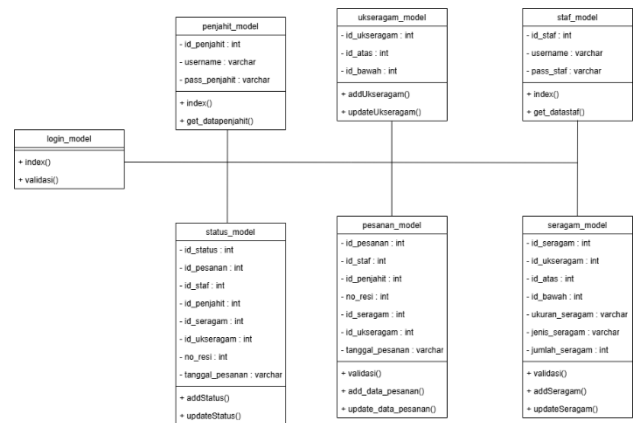 penjahit_model
- id_penjahit : int
- username : varchar
- pass_penjahit : varchar
+ index()
+ get_datapenjahit()
ukseragam_model
- id_ukseragam : int
- id_atas : int
- id_bawah : int
+ addUkseragam()
+ updateUkseragam()
staf_model
- id_staf : int
- username : varchar
- pass_staf : varchar
+ index()
+ get_datastaf()
login_model
+ index()
+ validasi()
status_model
- id_status : int
- id_pesanan : int
- id_staf : int
- id_penjahit : int
- id_seragam : int
- id_ukseragam : int
- no_resi : int
- tanggal_pesanan : varchar
+ addStatus()
+ updateStatus()
pesanan_model
- id_pesanan : int
- id_staf : int
- id_penjahit : int
- no_resi : int
- id_seragam : int
- id_ukseragam : int
- tanggal_pesanan : varchar
+ validasi()
+ add_data_pesanan()
+ update_data_pesanan()
seragam_model
- id_seragam : int
- id_ukseragam : int
- id_atas : int
- id_bawah : int
- ukuran_seragam : varchar
- jenis_seragam : varchar
- jumlah_seragam : int
+ validasi()
+ addSeragam()
+ updateSeragam()